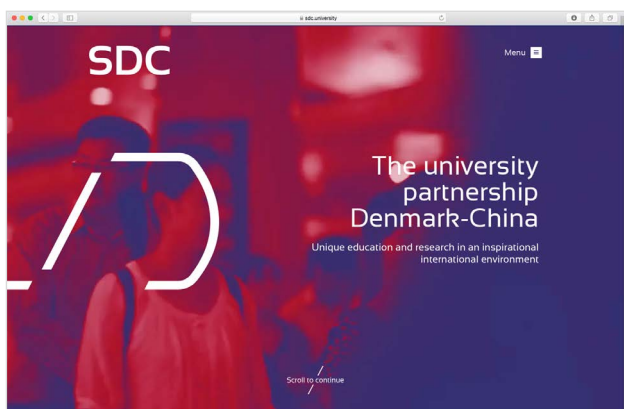 sdc.university
SDC
Menu
The university
partnership
Denmark-China
Unique education and research in an inspirational
international environment
Scroll to continue